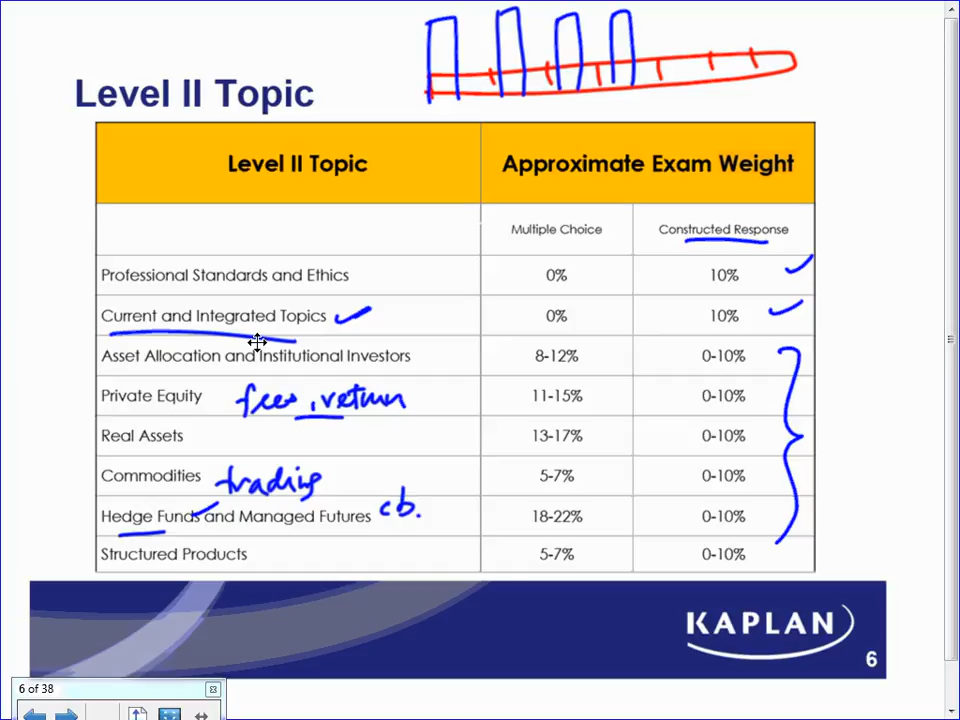 Level II Topic
Level II Topic Approximate Exam Weight
Multiple Choice Constructed Response
Professional Standards and Ethics 0% 10%
Current and Integrated Topics 0% 10%
Asset Allocation and Institutional Investors 8-12% 0-10%
Private Equity fees, return 11-15% 0-10%
Real Assets 13-17% 0-10%
Commodities trading 5-7% 0-10%
Hedge Funds and Managed Futures cb. 18-22% 0-10%
Structured Products 5-7% 0-10%
KAPLAN
6
6 of 38